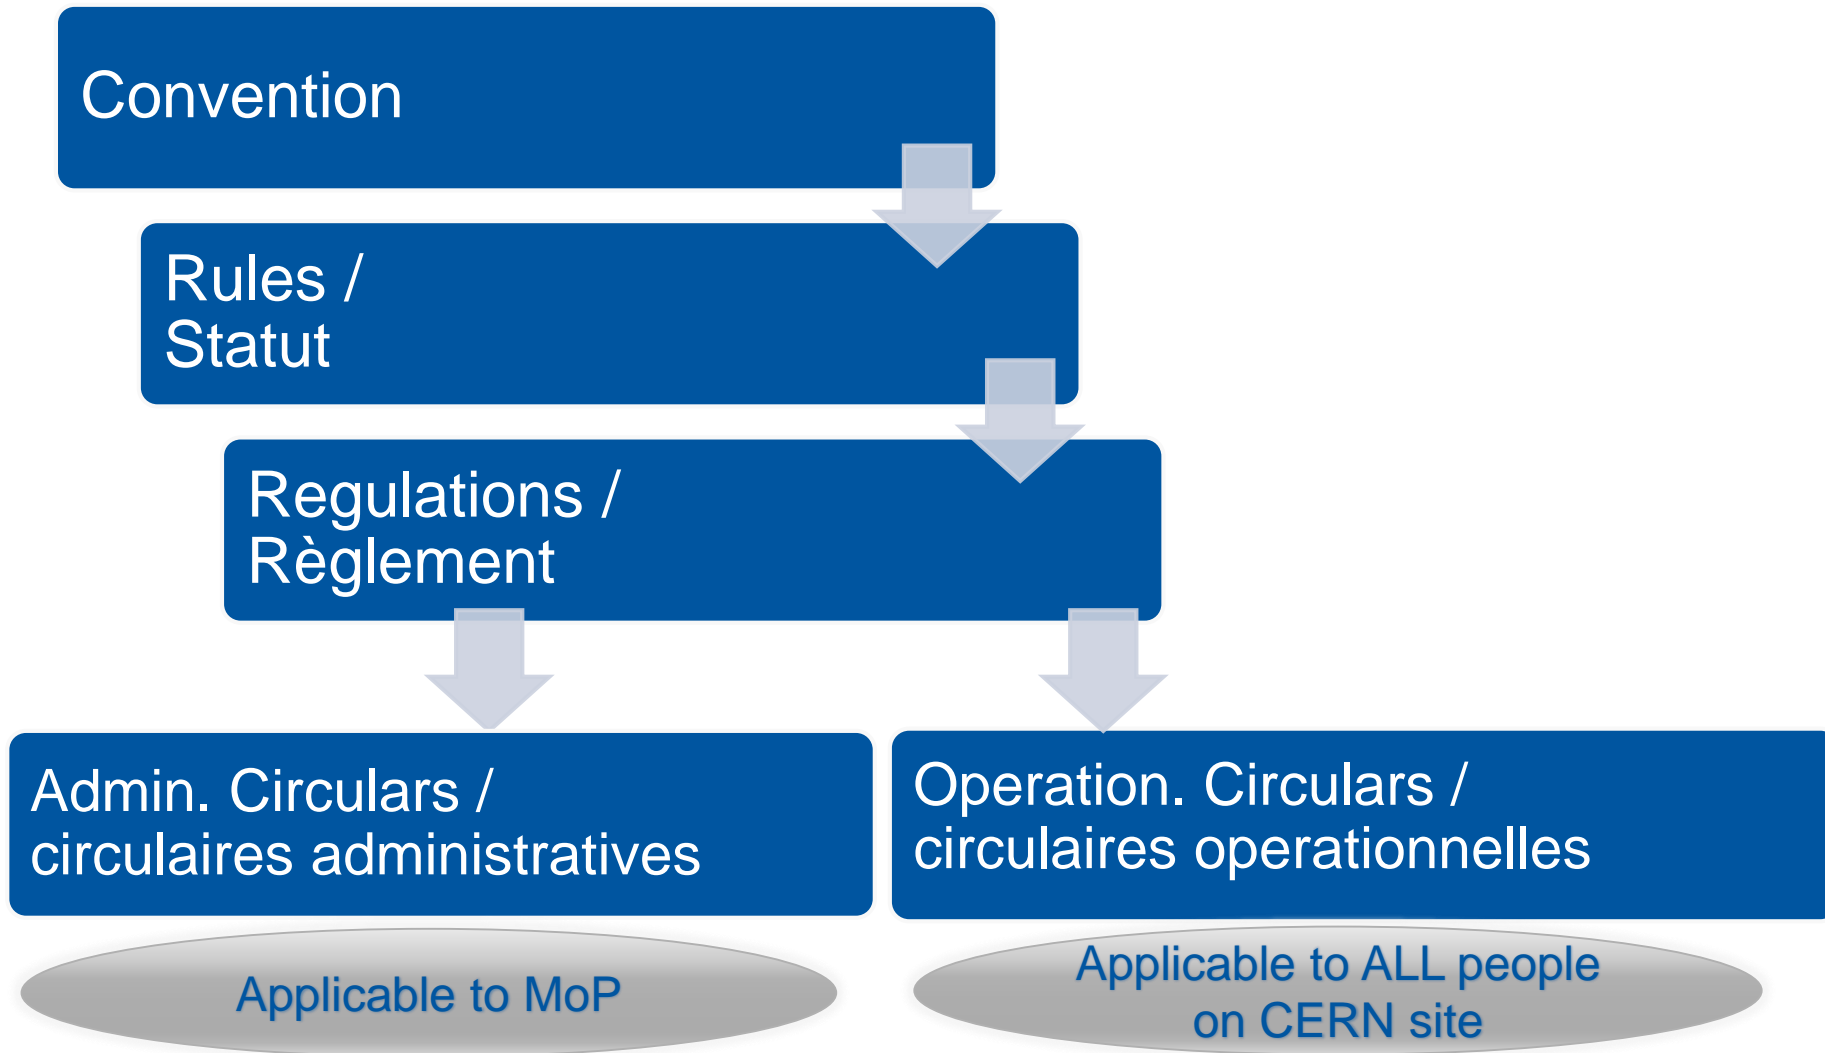 Convention
Rules /
Statut
Regulations /
Règlement
Admin. Circulars /
circulaires administratives
Operation. Circulars /
circulaires operationnelles
Applicable to MoP
Applicable to ALL people
on CERN site